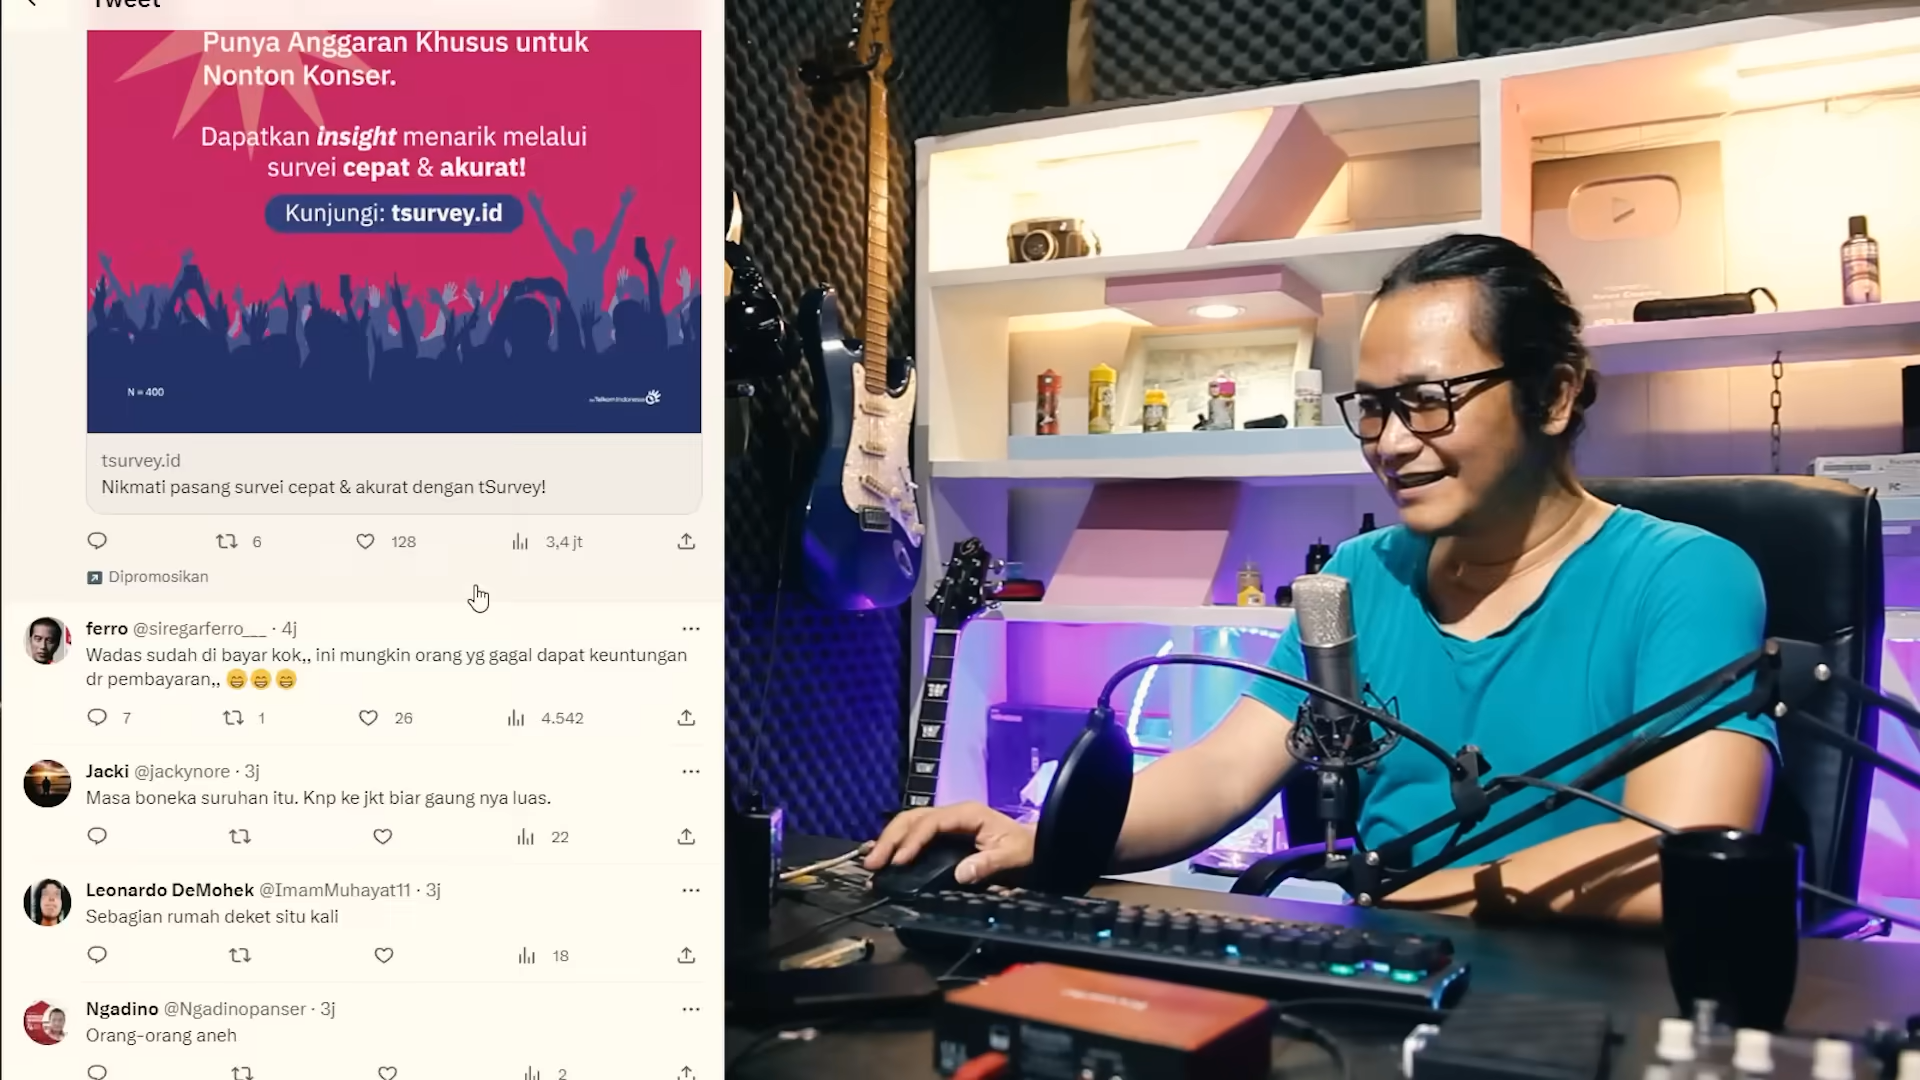 Tweet
Punya Anggaran Khusus untuk
Nonton Konser.
Dapatkan insight menarik melalui
survei cepat & akurat!
Kunjungi: tsurvey.id
N = 400
Telkom Indonesia
tsurvey.id
Nikmati pasang survei cepat & akurat dengan tSurvey!
6 128 3,4 jt
Dipromosikan
ferro @siregarferro___ · 4j
Wadas sudah di bayar kok,, ini mungkin orang yg gagal dapat keuntungan
dr pembayaran,, 😁😁😁
7 1 26 4.542
Jacki @jackynore · 3j
Masa boneka suruhan itu. Knp ke jkt biar gaung nya luas.
22
Leonardo DeMohek @ImamMuhayat11 · 3j
Sebagian rumah deket situ kali
18
Ngadino @Ngadinopanser · 3j
Orang-orang aneh
2
PC